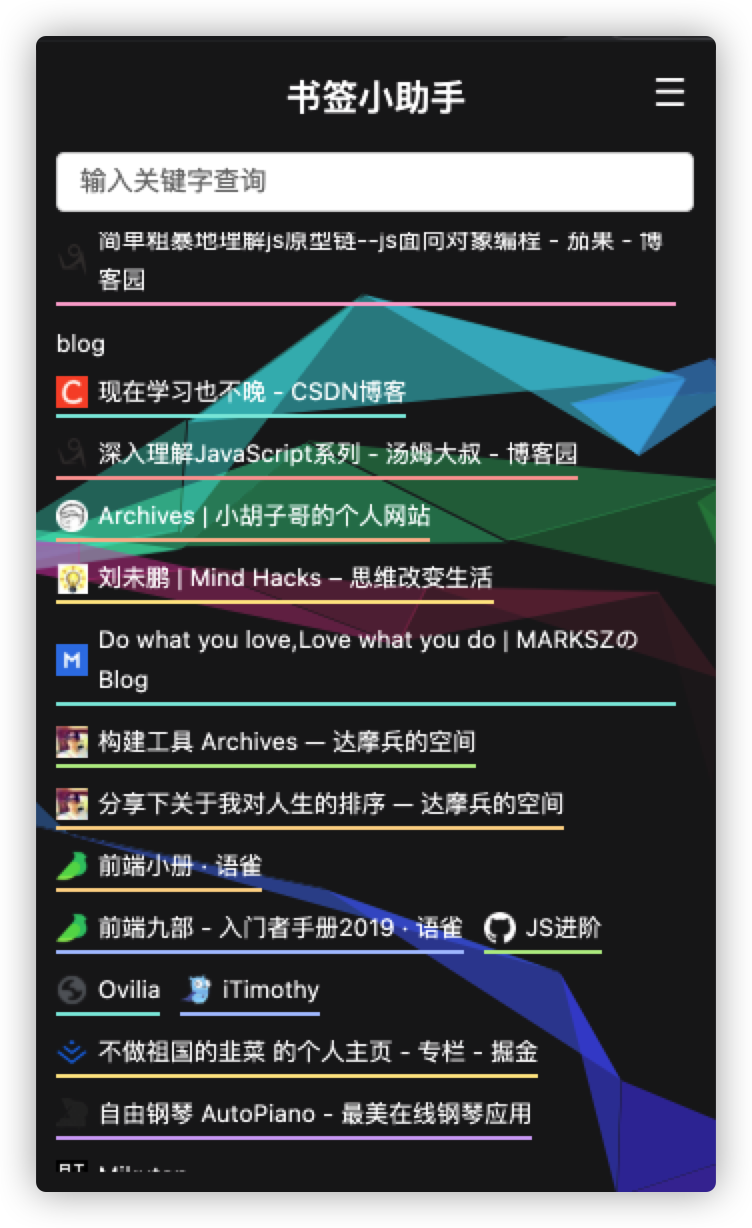 书签小助手
输入关键字查询
简单粗暴地理解js原型链--js面向对象编程 - 茄果 - 博
客园
blog
现在学习也不晚 - CSDN博客
深入理解JavaScript系列 - 汤姆大叔 - 博客园
Archives | 小胡子哥的个人网站
刘未鹏 | Mind Hacks – 思维改变生活
Do what you love,Love what you do | MARKSZの
Blog
构建工具 Archives — 达摩兵的空间
分享下关于我对人生的排序 — 达摩兵的空间
前端小册 · 语雀
前端九部 - 入门者手册2019 · 语雀 JS进阶
Ovilia iTimothy
不做祖国的韭菜 的个人主页 - 专栏 - 掘金
自由钢琴 AutoPiano - 最美在线钢琴应用